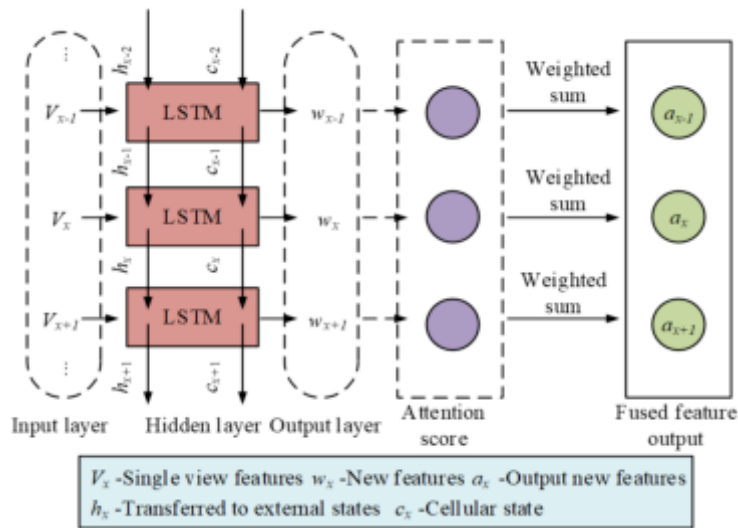 ⋮
h_{x-2} c_{x-2}
V_{x-1} LSTM w_{x-1} Weighted sum a_{x-1}
h_{x-1} c_{x-1}
V_x LSTM w_x Weighted sum a_x
h_x c_x
V_{x+1} LSTM w_{x+1} Weighted sum a_{x+1}
⋮
h_{x+1} c_{x+1}
Input layer Hidden layer Output layer Attention score Fused feature output
V_x -Single view features w_x -New features a_x -Output new features
h_x -Transferred to external states c_x -Cellular state